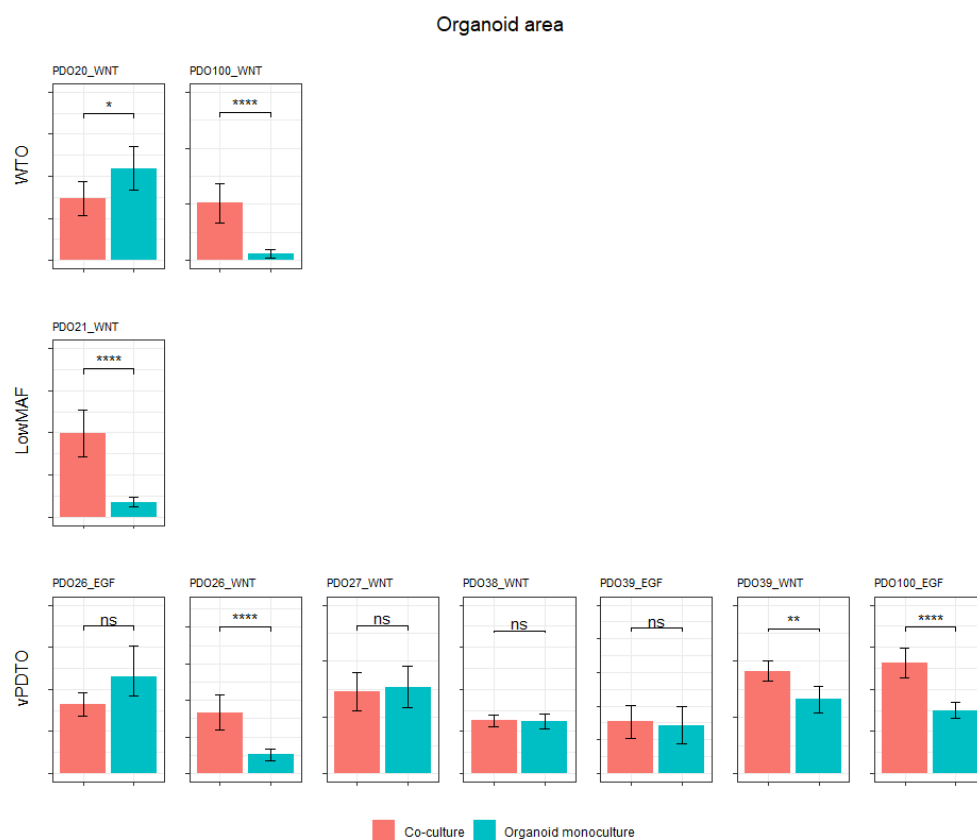 Organoid area
PDO20_WNT PDO100_WNT
WTO
* ****
PDO21_WNT
LowMAF
****
PDO26_EGF PDO26_WNT PDO27_WNT PDO38_WNT PDO39_EGF PDO39_WNT PDO100_EGF
vPDTO
ns **** ns ns ns ** ****
Co-culture Organoid monoculture